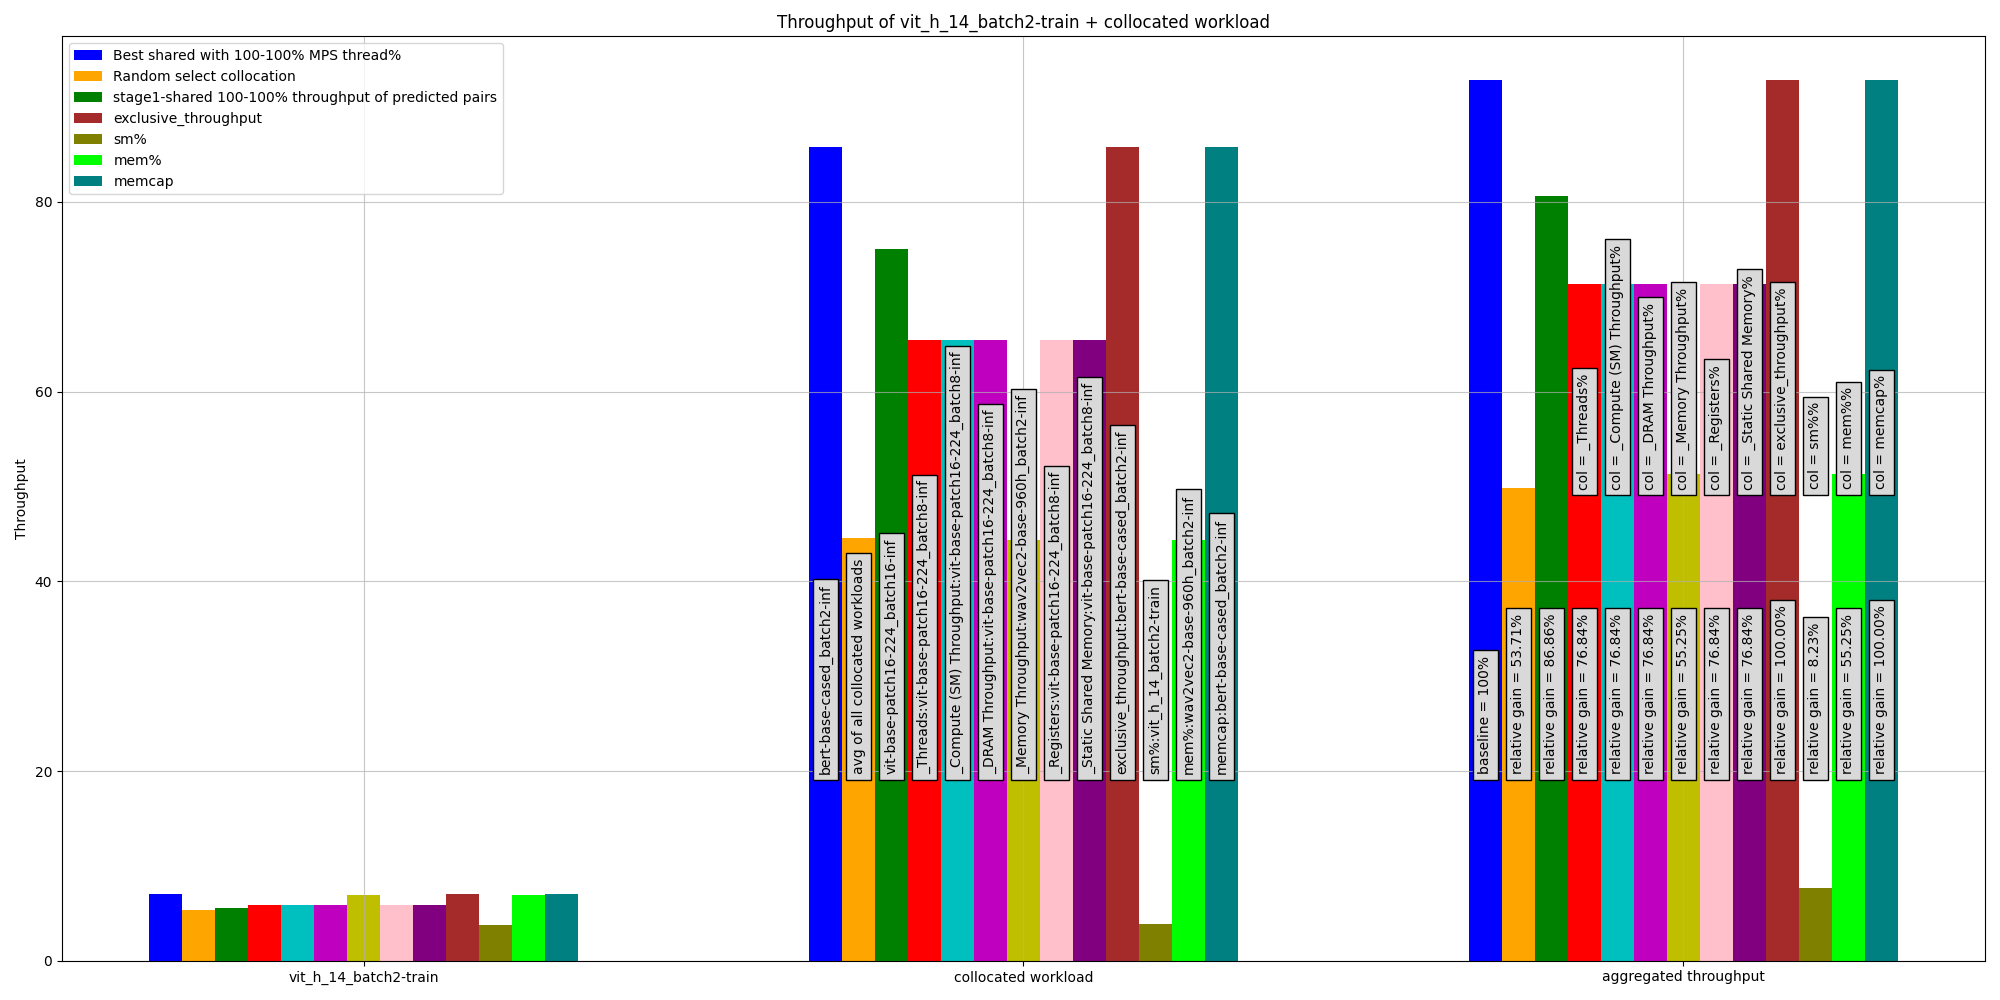 Throughput of vit_h_14_batch2-train + collocated workload
Best shared with 100-100% MPS thread%
Random select collocation
stage1-shared 100-100% throughput of predicted pairs
exclusive_throughput
sm%
mem%
memcap
Throughput
80
60
40
20
0
bert-base-cased_batch2-inf
avg of all collocated workloads
vit-base-patch16-224_batch16-inf
_Threads:vit-base-patch16-224_batch8-inf
_Compute (SM) Throughput:vit-base-patch16-224_batch8-inf
_DRAM Throughput:vit-base-patch16-224_batch8-inf
_Memory Throughput:wav2vec2-base-960h_batch2-inf
_Registers:vit-base-patch16-224_batch8-inf
_Static Shared Memory:vit-base-patch16-224_batch8-inf
exclusive_throughput:bert-base-cased_batch2-inf
sm%:vit_h_14_batch2-train
mem%:wav2vec2-base-960h_batch2-inf
memcap:bert-base-cased_batch2-inf
col = _Threads%
col = _Compute (SM) Throughput%
col = _DRAM Throughput%
col = _Memory Throughput%
col = _Registers%
col = _Static Shared Memory%
col = exclusive_throughput%
col = sm%%
col = mem%%
col = memcap%
baseline = 100%
relative gain = 53.71%
relative gain = 86.86%
relative gain = 76.84%
relative gain = 76.84%
relative gain = 76.84%
relative gain = 55.25%
relative gain = 76.84%
relative gain = 76.84%
relative gain = 100.00%
relative gain = 8.23%
relative gain = 55.25%
relative gain = 100.00%
vit_h_14_batch2-train
collocated workload
aggregated throughput